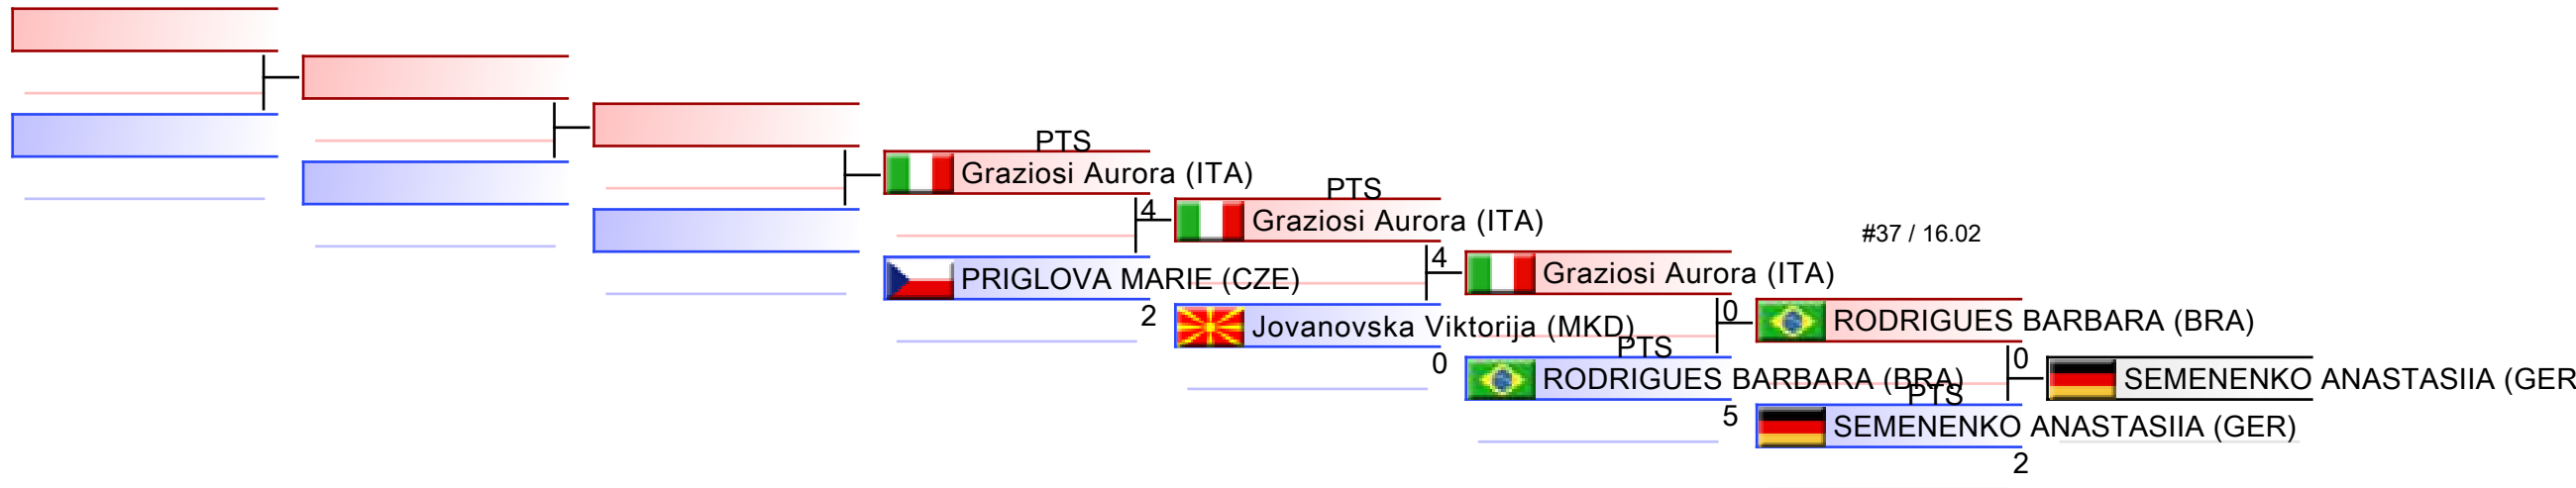 PTS
Graziosi Aurora (ITA)
4
PRIGLOVA MARIE (CZE)
2
PTS
Graziosi Aurora (ITA)
4
Jovanovska Viktorija (MKD)
0
Graziosi Aurora (ITA)
0
PTS
RODRIGUES BARBARA (BRA)
5
#37 / 16.02
RODRIGUES BARBARA (BRA)
0
PTS
SEMENENKO ANASTASIIA (GER)
2
SEMENENKO ANASTASIIA (GER